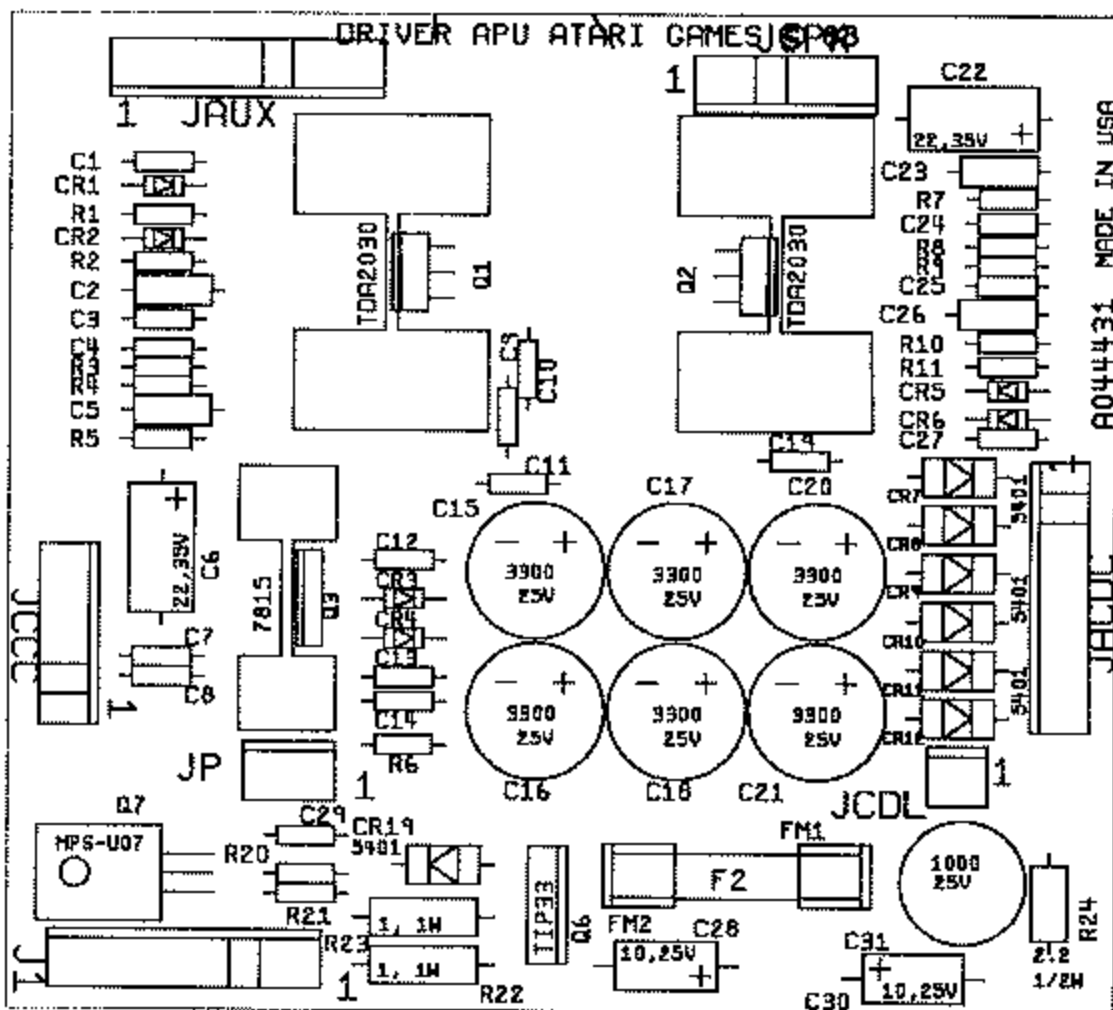 DRIVER APU ATARI GAMES
1 JAUX
1
C22
22,35V
+
MADE IN USA
A044431
C1
CR1
R1
CR2
R2
C2
C3
C4
R3
R4
C5
R5
TDA2030
Q1
Q2
TDA2030
C23
R7
C24
R8
R9
C25
C26
R10
R11
CR5
CR6
C27
C9
C10
C11
C19
C15
C17
C20
+
22,35V
C6
C7
C8
JCCC
1
7815
Q3
C12
CR3
CR4
C13
C14
R6
- +
3300
25V
- +
3300
25V
- +
3300
25V
- +
3300
25V
- +
3300
25V
- +
3300
25V
C16
C18
C21
CR7
CR8
CR9
CR10
CR11
CR12
5401
5401
5401
+
JACDC
JP
1
JCDL
1
Q7
MPS-U07
R20
C29
R21
CR19
5401
R23
1, 1W
1, 1W
R22
J1
1
TIP33
Q6
FM1
F2
FM2
C28
10,25V
+
1000
25V
R24
2.2
1/2W
C31
+
10,25V
C30